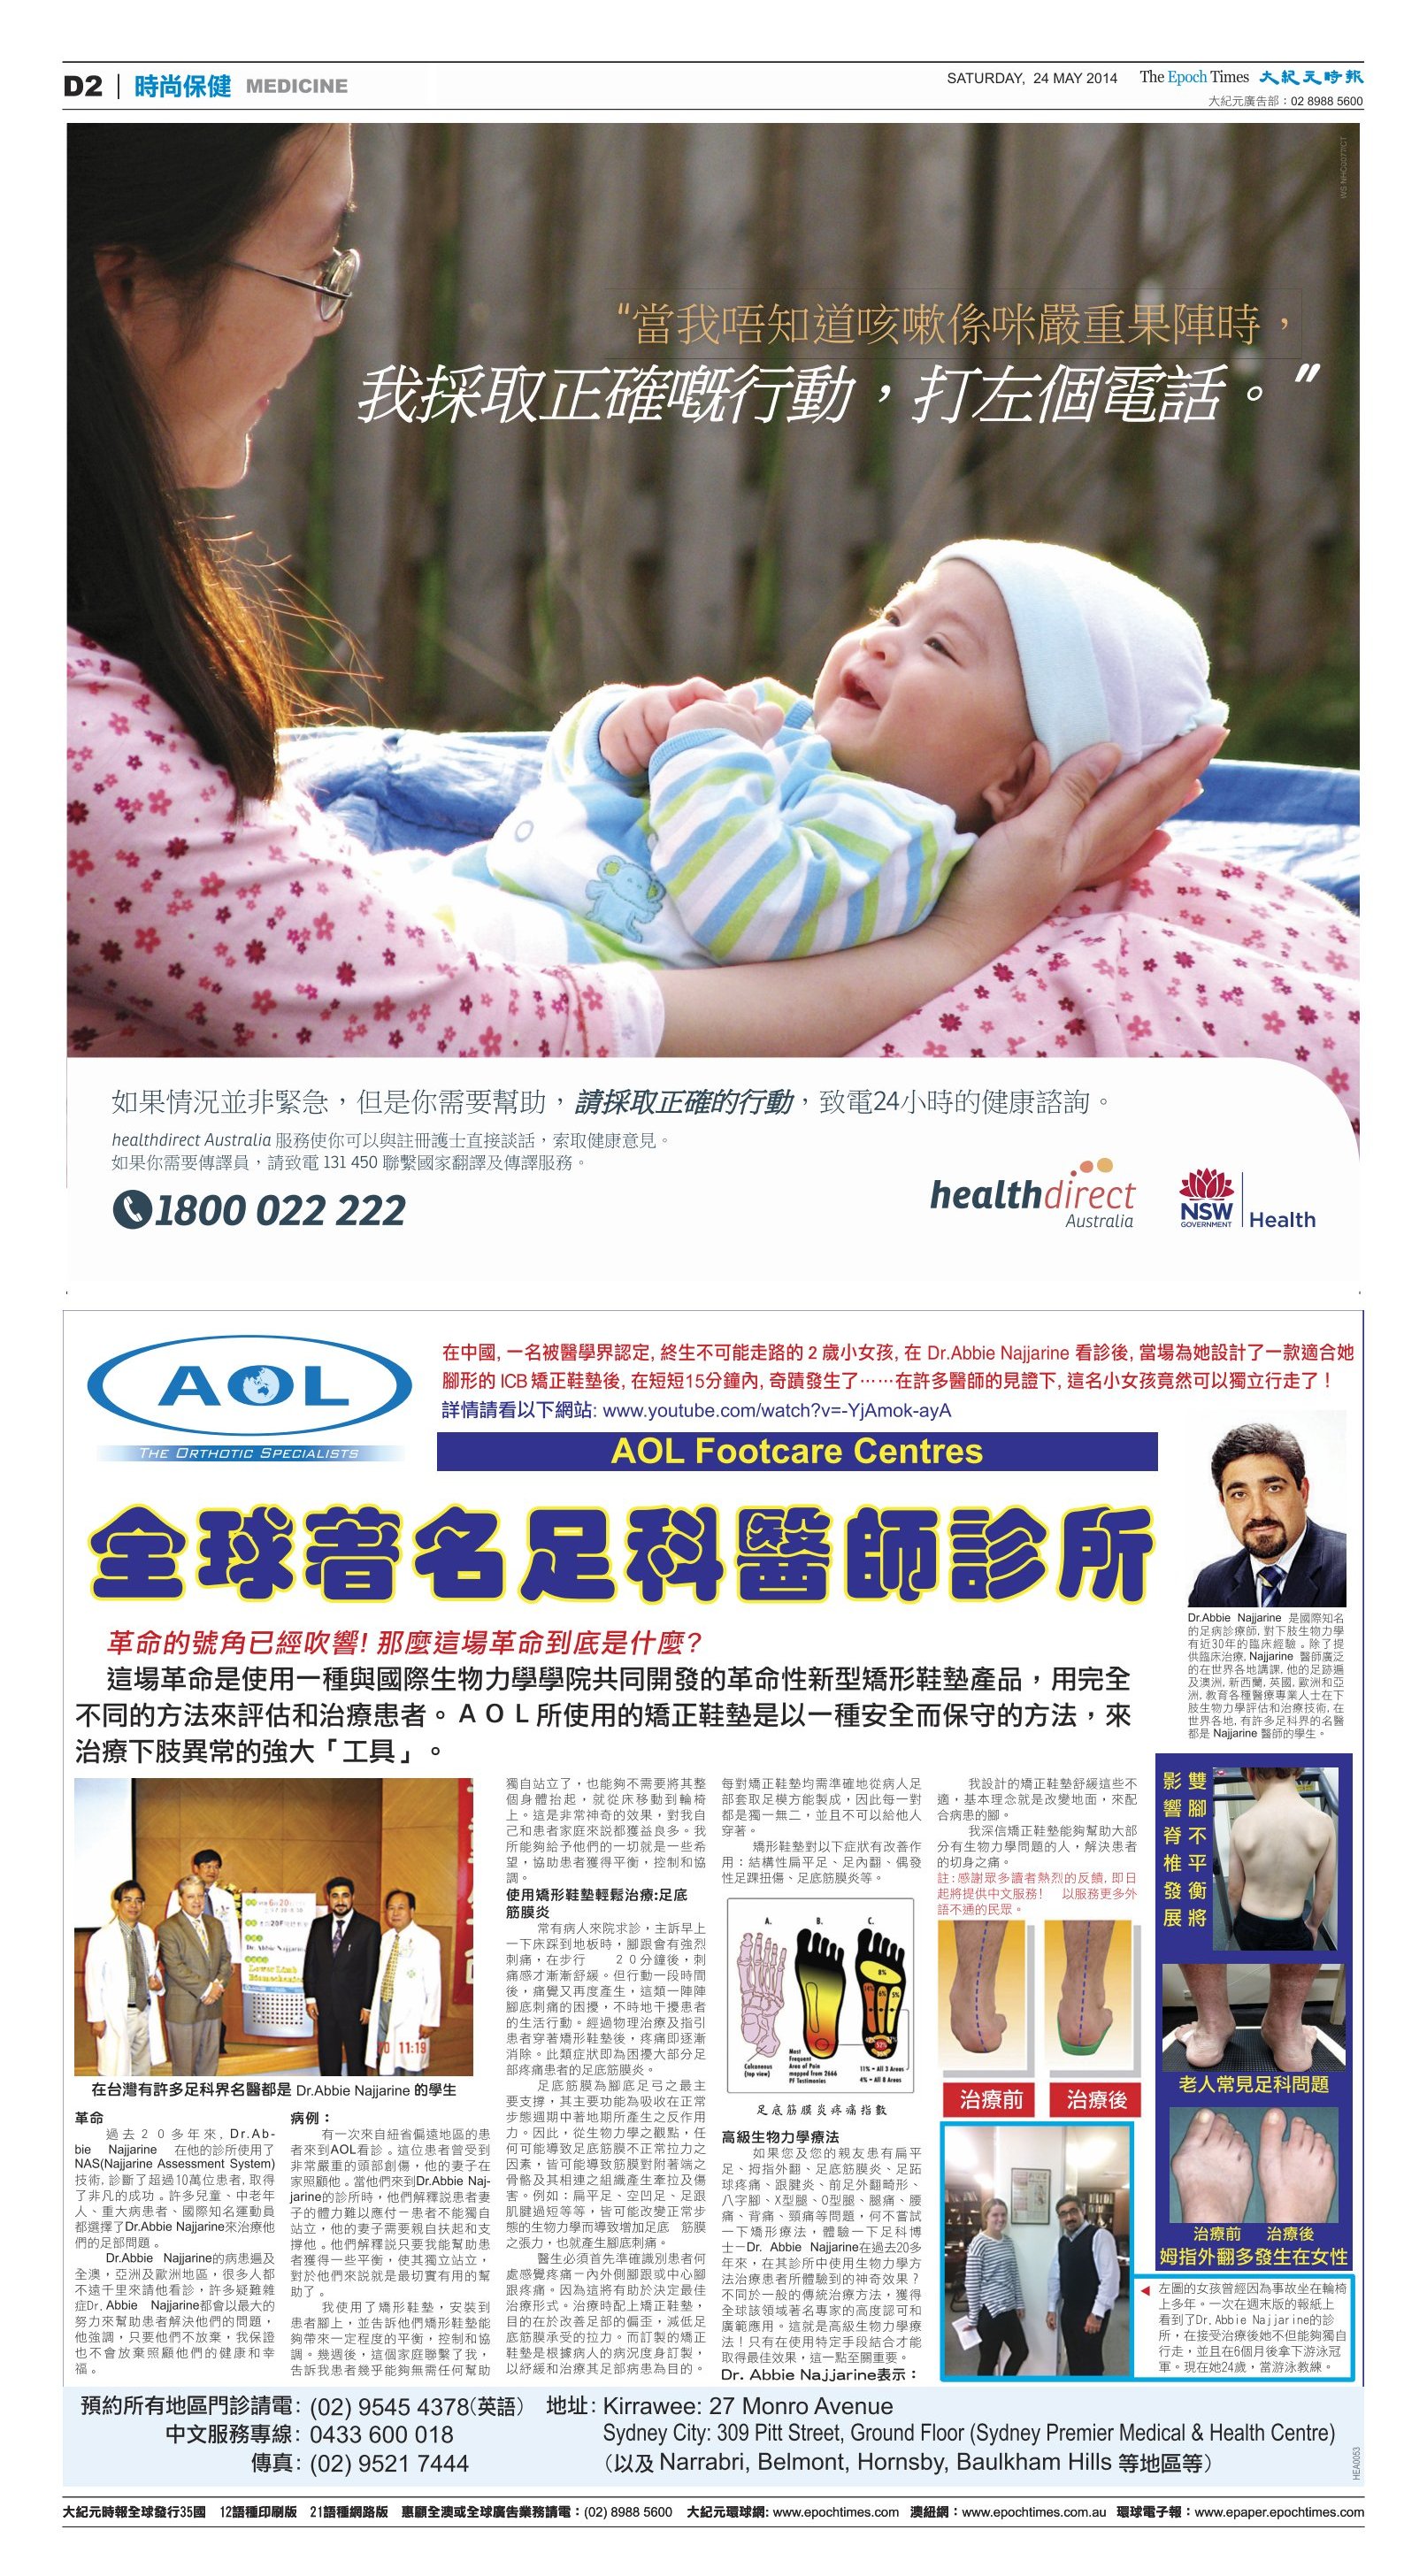 D2 | 時尚保健 MEDICINE
SATURDAY, 24 MAY 2014 The Epoch Times 大紀元時報
大紀元廣告部：02 8988 5600
“當我唔知道咳嗽係咪嚴重果陣時，
我採取正確嘅行動，打左個電話。”
如果情況並非緊急，但是你需要幫助，請採取正確的行動，致電24小時的健康諮詢。
healthdirect Australia 服務使你可以與註冊護士直接談話，索取健康意見。
如果你需要傳譯員，請致電 131 450 聯繫國家翻譯及傳譯服務。
1800 022 222
healthdirect
Australia
NSW
GOVERNMENT
Health
AOL
THE ORTHOTIC SPECIALISTS
在中國, 一名被醫學界認定, 終生不可能走路的 2 歲小女孩, 在 Dr.Abbie Najjarine 看診後, 當場為她設計了一款適合她
腳形的 ICB 矯正鞋墊後, 在短短15分鐘內, 奇蹟發生了……在許多醫師的見證下, 這名小女孩竟然可以獨立行走了！
詳情請看以下網站: www.youtube.com/watch?v=-YjAmok-ayA
AOL Footcare Centres
全球著名足科醫師診所
革命的號角已經吹響! 那麼這場革命到底是什麼?
這場革命是使用一種與國際生物力學學院共同開發的革命性新型矯形鞋墊產品，用完全
不同的方法來評估和治療患者。ＡＯＬ所使用的矯正鞋墊是以一種安全而保守的方法，來
治療下肢異常的強大「工具」。
Dr.Abbie Najjarine 是國際知名
的足病診療師, 對下肢生物力學
有近30年的臨床經驗。除了提
供臨床治療, Najjarine 醫師廣泛
的在世界各地講課, 他的足跡遍
及澳洲, 新西蘭, 英國, 歐洲和亞
洲, 教育各種醫療專業人士在下
肢生物力學評估和治療技術, 在
世界各地, 有許多足科界的名醫
都是 Najjarine 醫師的學生。
在台灣有許多足科界名醫都是 Dr.Abbie Najjarine 的學生
革命
過去２０多年來, Dr.Ab-
bie Najjarine 在他的診所使用了
NAS(Najjarine Assessment System)
技術, 診斷了超過10萬位患者, 取得
了非凡的成功。許多兒童、中老年
人、重大病患者、國際知名運動員
都選擇了Dr.Abbie Najjarine來治療他
們的足部問題。
Dr.Abbie Najjarine的病患遍及
全澳，亞洲及歐洲地區，很多人都
不遠千里來請他看診，許多疑難雜
症Dr. Abbie Najjarine都會以最大的
努力來幫助患者解決他們的問題，
他強調，只要他們不放棄，我保證
也不會放棄照顧他們的健康和幸
福。
病例：
有一次來自紐省偏遠地區的患
者來到AOL看診。這位患者曾受到
非常嚴重的頭部創傷，他的妻子在
家照顧他。當他們來到Dr.Abbie Naj-
jarine的診所時，他們解釋説患者妻
子的體力難以應付－患者不能獨自
站立，他的妻子需要親自扶起和支
撐他。他們解釋説只要我能幫助患
者獲得一些平衡，使其獨立站立，
對於他們來説就是最切實有用的幫
助了。
我使用了矯形鞋墊，安裝到
患者腳上，並告訴他們矯形鞋墊能
夠帶來一定程度的平衡，控制和協
調。幾週後，這個家庭聯繫了我，
告訴我患者幾乎能夠無需任何幫助
獨自站立了，也能夠不需要將其整
個身體抬起，就從床移動到輪椅
上。這是非常神奇的效果，對我自
己和患者家庭來説都獲益良多。我
所能夠給予他們的一切就是一些希
望，協助患者獲得平衡，控制和協
調。
使用矯形鞋墊輕鬆治療:足底
筋膜炎
常有病人來院求診，主訴早上
一下床踩到地板時，腳跟會有強烈
刺痛，在步行 ２０分鐘後，刺
痛感才漸漸舒緩。但行動一段時間
後，痛覺又再度產生，這類一陣陣
腳底刺痛的困擾，不時地干擾患者
的生活行動。經過物理治療及指引
患者穿著矯形鞋墊後，疼痛即逐漸
消除。此類症狀即為困擾大部分足
部疼痛患者的足底筋膜炎。
足底筋膜為腳底足弓之最主
要支撐，其主要功能為吸收在正常
步態週期中著地期所產生之反作用
力。因此，從生物力學之觀點，任
何可能導致足底筋膜不正常拉力之
因素，皆可能導致筋膜對附著端之
骨骼及其相連之組織產生牽拉及傷
害。例如：扁平足、空凹足、足跟
肌腱過短等等，皆可能改變正常步
態的生物力學而導致增加足底 筋膜
之張力，也就產生腳底刺痛。
醫生必須首先準確識別患者何
處感覺疼痛－內外側腳跟或中心腳
跟疼痛。因為這將有助於決定最佳
治療形式。治療時配上矯正鞋墊，
目的在於改善足部的偏歪，減低足
底筋膜承受的拉力。而訂製的矯正
鞋墊是根據病人的病況度身訂製，
以紓緩和治療其足部病患為目的。
每對矯正鞋墊均需準確地從病人足
部套取足模方能製成，因此每一對
都是獨一無二，並且不可以給他人
穿著。
矯形鞋墊對以下症狀有改善作
用：結構性扁平足、足內翻、偶發
性足踝扭傷、足底筋膜炎等。
A.
B.
C.
Calcaneous
(top view)
Most
Frequent
Area of Pain
mapped from 2666
PF Testimonies
11% = All 3 Areas
4% = All 8 Areas
足底筋膜炎疼痛指數
高級生物力學療法
如果您及您的親友患有扁平
足、拇指外翻、足底筋膜炎、足跖
球疼痛、跟腱炎、前足外翻畸形、
八字腳、X型腿、O型腿、腿痛、腰
痛、背痛、頸痛等問題，何不嘗試
一下矯形療法，體驗一下足科博
士－Dr. Abbie Najjarine在過去20多
年來，在其診所中使用生物力學方
法治療患者所體驗到的神奇效果？
不同於一般的傳統治療方法，獲得
全球該領域著名專家的高度認可和
廣範應用。這就是高級生物力學療
法！只有在使用特定手段結合才能
取得最佳效果，這一點至關重要。
Dr. Abbie Najjarine表示：
我設計的矯正鞋墊舒緩這些不
適，基本理念就是改變地面，來配
合病患的腳。
我深信矯正鞋墊能夠幫助大部
分有生物力學問題的人，解決患者
的切身之痛。
註:感謝眾多讀者熱烈的反饋, 即日
起將提供中文服務! 以服務更多外
語不通的民眾。
治療前 治療後
雙腳不平衡將
影響脊椎發展
老人常見足科問題
治療前 治療後
姆指外翻多發生在女性
左圖的女孩曾經因為事故坐在輪椅
上多年。一次在週末版的報紙上
看到了Dr. Abbie Najjarine的診
所，在接受治療後她不但能夠獨自
行走，並且在6個月後拿下游泳冠
軍。現在她24歲，當游泳教練。
預約所有地區門診請電: (02) 9545 4378(英語)
中文服務專線: 0433 600 018
傳真: (02) 9521 7444
地址: Kirrawee: 27 Monro Avenue
Sydney City: 309 Pitt Street, Ground Floor (Sydney Premier Medical & Health Centre)
(以及 Narrabri, Belmont, Hornsby, Baulkham Hills 等地區等)
HEA0053
大紀元時報全球發行35國 12語種印刷版 21語種網路版 惠顧全澳或全球廣告業務請電：(02) 8988 5600 大紀元環球網: www.epochtimes.com 澳紐網：www.epochtimes.com.au 環球電子報：www.epaper.epochtimes.com